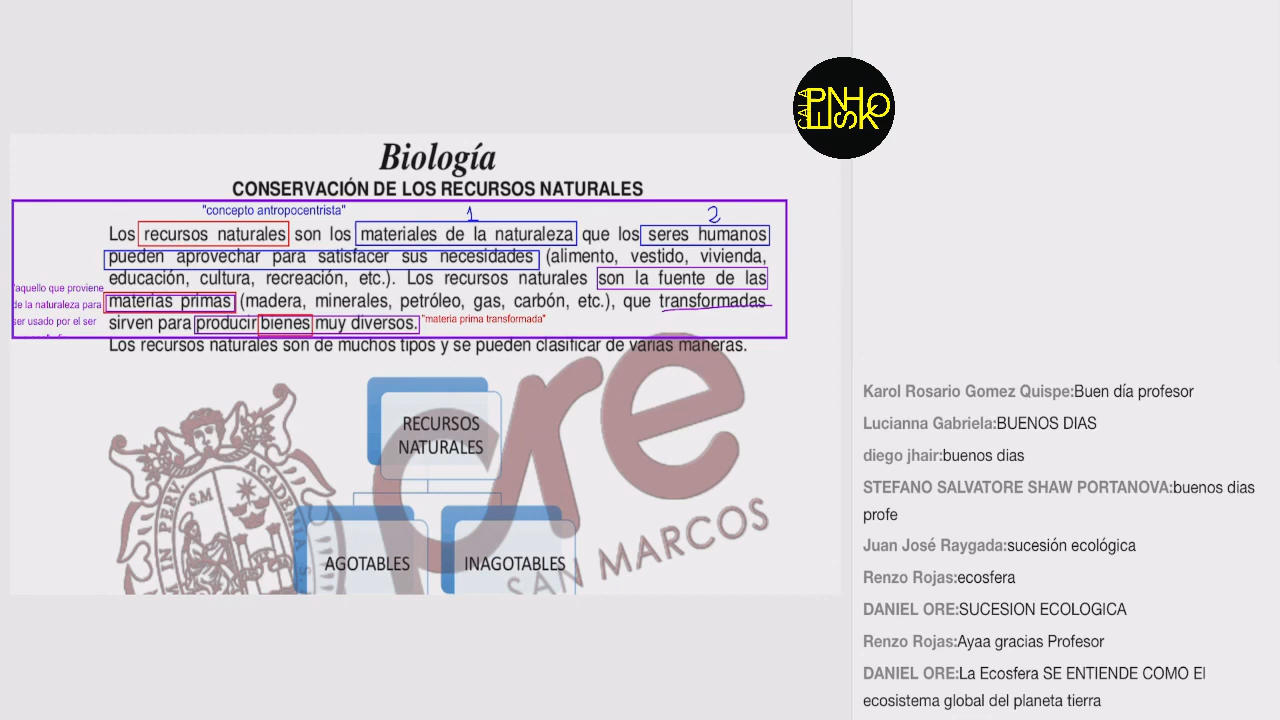 CALA
PENHOSK
Biología
CONSERVACIÓN DE LOS RECURSOS NATURALES
"concepto antropocentrista" 1 2
Los recursos naturales son los materiales de la naturaleza que los seres humanos
pueden aprovechar para satisfacer sus necesidades (alimento, vestido, vivienda,
educación, cultura, recreación, etc.). Los recursos naturales son la fuente de las
"aquello que proviene
de la naturaleza para
ser usado por el ser
materias primas (madera, minerales, petróleo, gas, carbón, etc.), que transformadas
sirven para producir bienes muy diversos. "materia prima transformada"
Los recursos naturales son de muchos tipos y se pueden clasificar de varias maneras.
RECURSOS
NATURALES
AGOTABLES
INAGOTABLES
cre
SAN MARCOS
S.M
ACADEMIA
IN PERV
Karol Rosario Gomez Quispe:Buen día profesor
Lucianna Gabriela:BUENOS DIAS
diego jhair:buenos dias
STEFANO SALVATORE SHAW PORTANOVA:buenos dias
profe
Juan José Raygada:sucesión ecológica
Renzo Rojas:ecosfera
DANIEL ORE:SUCESION ECOLOGICA
Renzo Rojas:Ayaa gracias Profesor
DANIEL ORE:La Ecosfera SE ENTIENDE COMO El
ecosistema global del planeta tierra